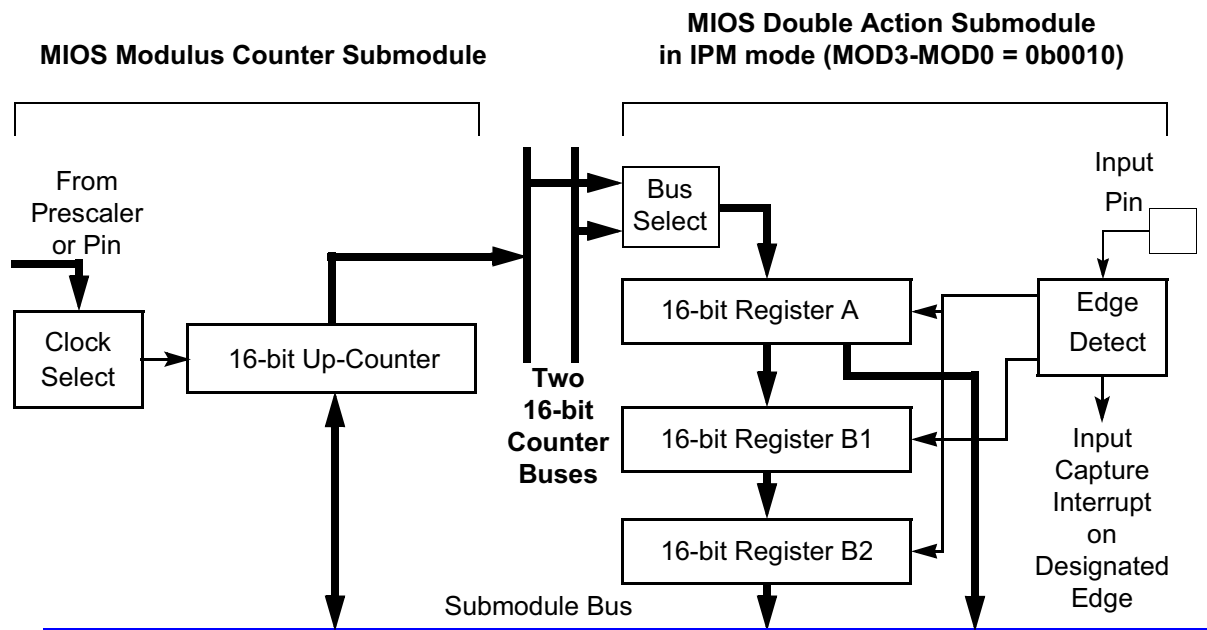 MIOS Modulus Counter Submodule
MIOS Double Action Submodule
in IPM mode (MOD3-MOD0 = 0b0010)
From
Prescaler
or Pin
Clock
Select
16-bit Up-Counter
Two
16-bit
Counter
Buses
Bus
Select
16-bit Register A
16-bit Register B1
16-bit Register B2
Input
Pin
Edge
Detect
Input
Capture
Interrupt
on
Designated
Edge
Submodule Bus